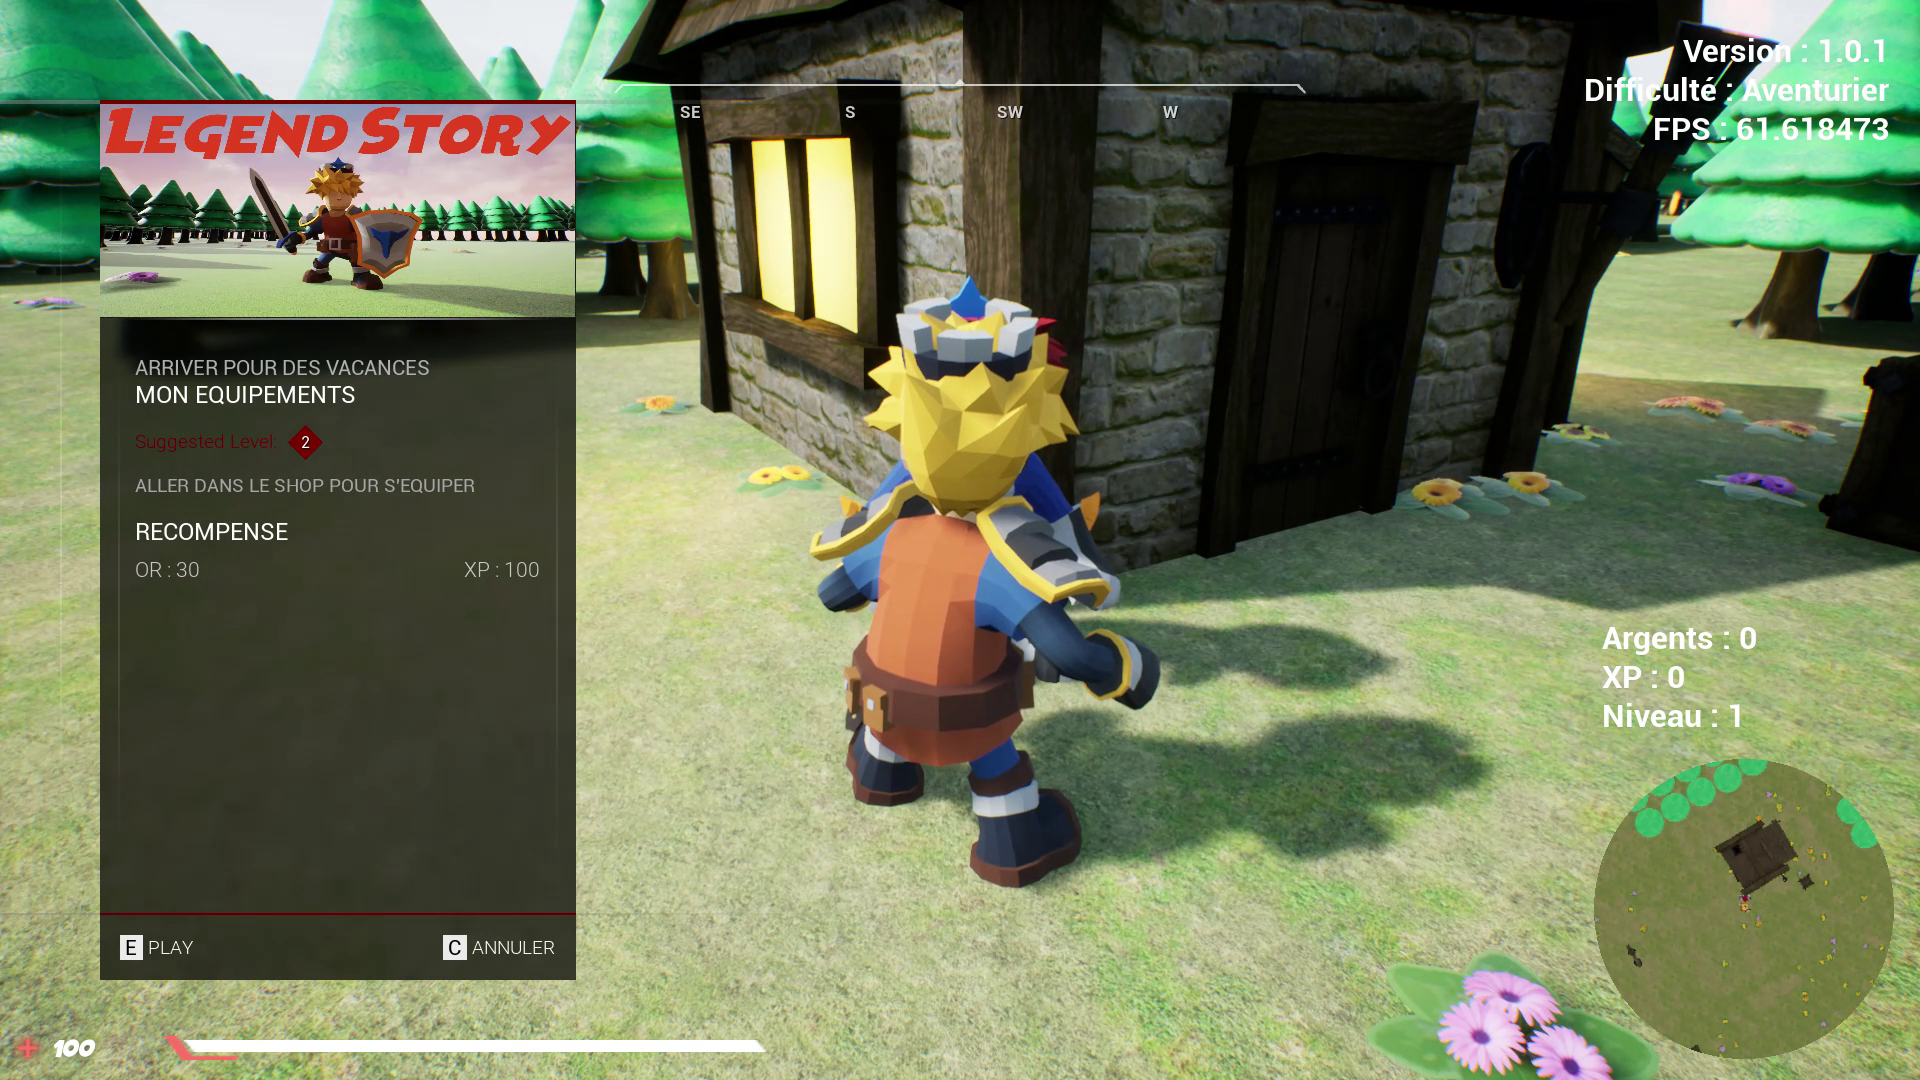 LEGEND STORY
ARRIVER POUR DES VACANCES
MON EQUIPEMENTS
Suggested Level: 2
ALLER DANS LE SHOP POUR S'EQUIPER
RECOMPENSE
OR : 30 XP : 100
E PLAY C ANNULER
100
SE S SW W
Version : 1.0.1
Difficulté : Aventurier
FPS : 61.618473
Argents : 0
XP : 0
Niveau : 1